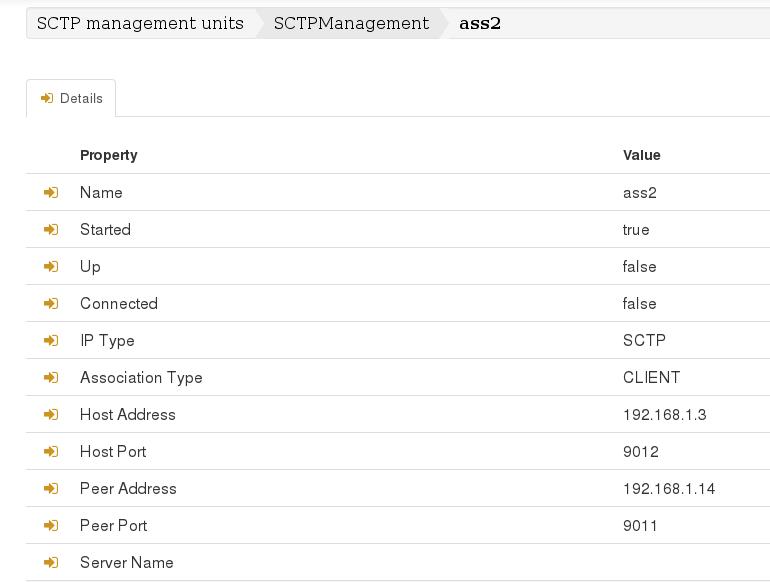 SCTP management units SCTPManagement ass2
Details
Property Value
Name ass2
Started true
Up false
Connected false
IP Type SCTP
Association Type CLIENT
Host Address 192.168.1.3
Host Port 9012
Peer Address 192.168.1.14
Peer Port 9011
Server Name